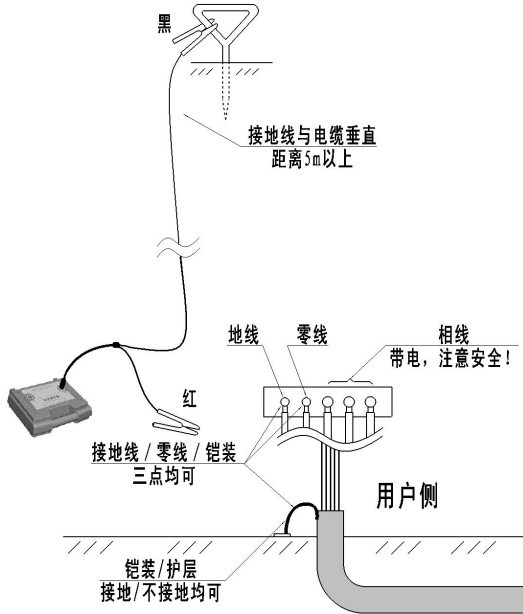 黑
接地线与电缆垂直
距离5m以上
地线
零线
相线
带电，注意安全！
红
接地线 / 零线 / 铠装
三点均可
用户侧
铠装/护层
接地/不接地均可